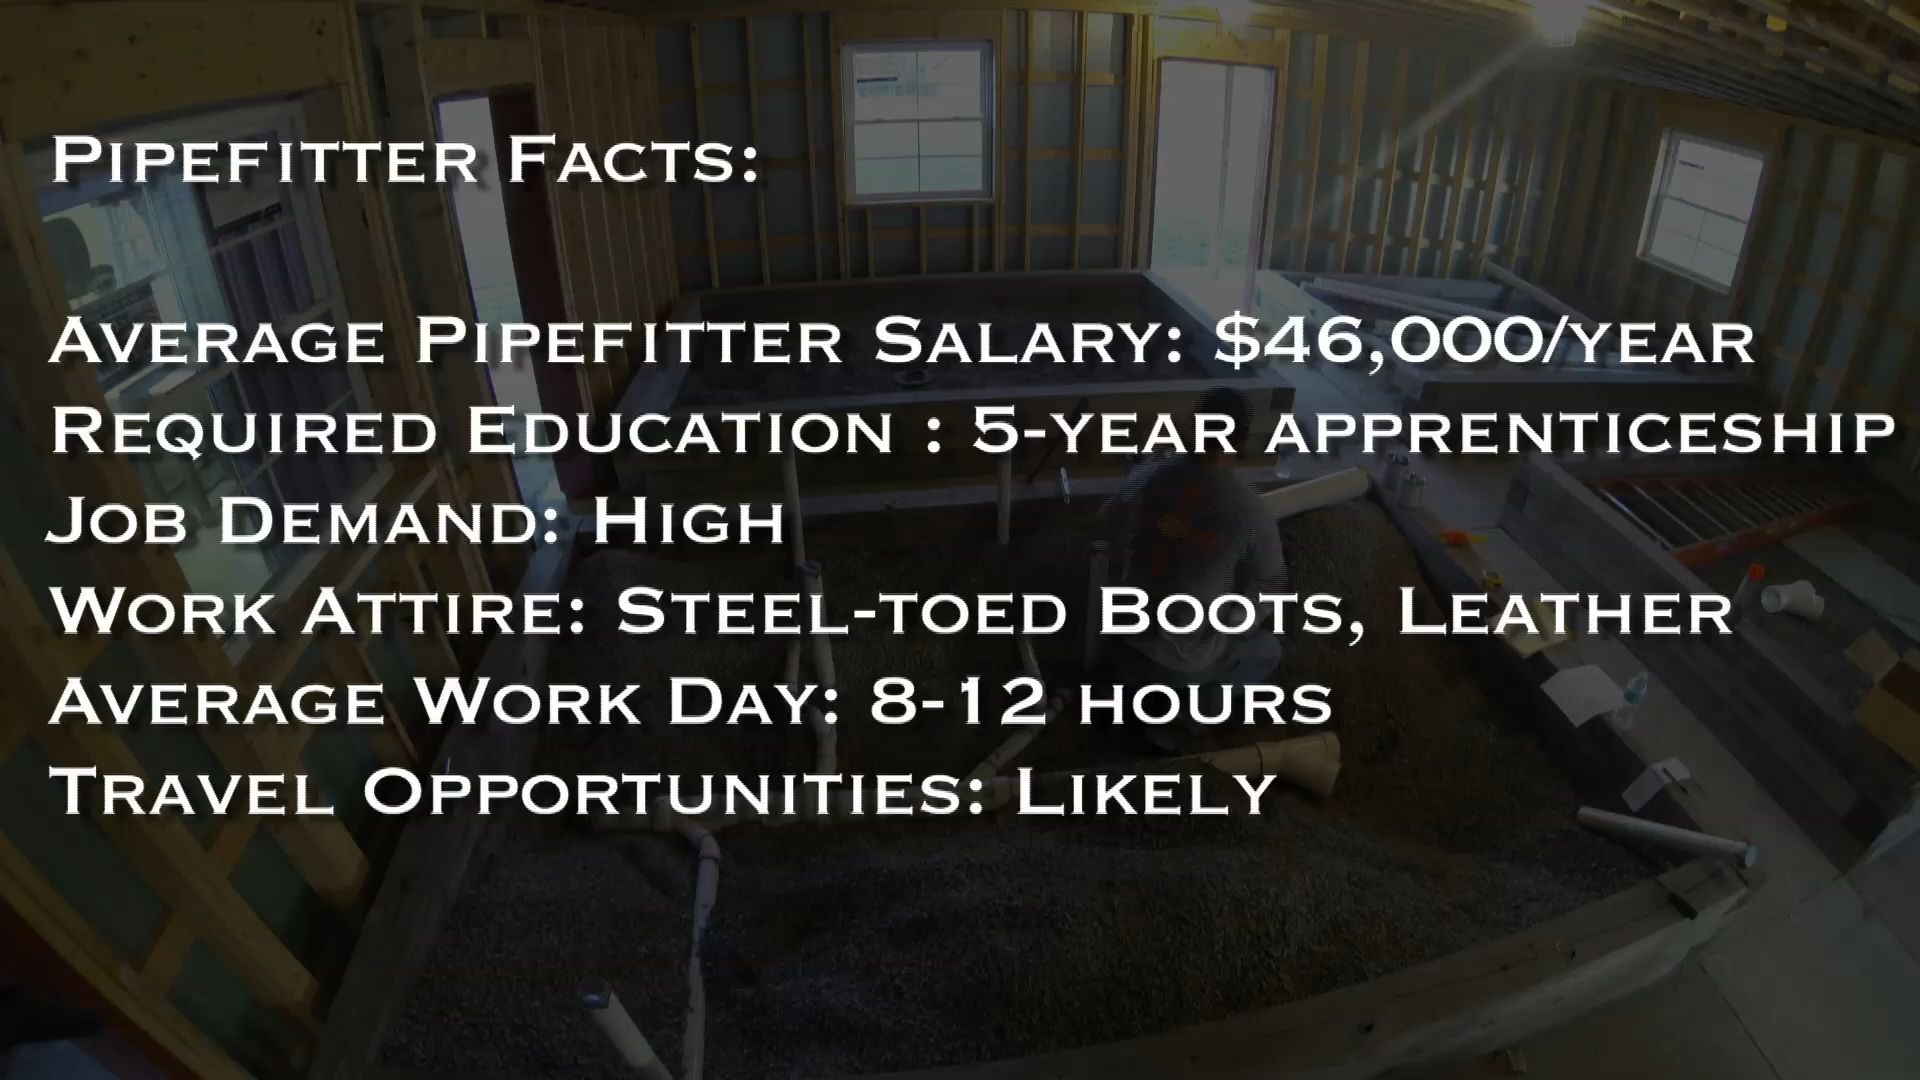 Pipefitter Facts:
Average Pipefitter Salary: $46,000/year
Required Education : 5-year apprenticeship
Job Demand: High
Work Attire: Steel-toed Boots, Leather
Average Work Day: 8-12 hours
Travel Opportunities: Likely